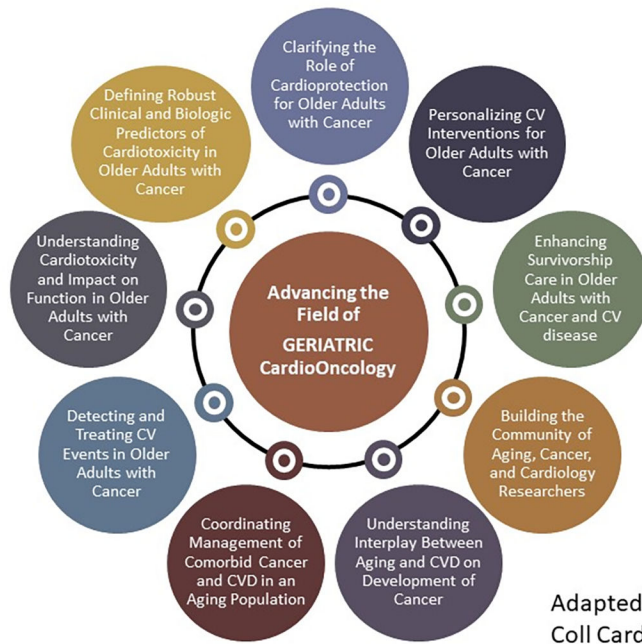 Clarifying the
Role of
Cardioprotection
for Older Adults
with Cancer
Personalizing CV
Interventions for
Older Adults with
Cancer
Enhancing
Survivorship
Care in Older
Adults with
Cancer and CV
disease
Building the
Community of
Aging, Cancer,
and Cardiology
Researchers
Understanding
Interplay Between
Aging and CVD on
Development of
Cancer
Coordinating
Management of
Comorbid Cancer
and CVD in an
Aging Population
Detecting and
Treating CV
Events in Older
Adults with
Cancer
Understanding
Cardiotoxicity
and Impact on
Function in Older
Adults with
Cancer
Defining Robust
Clinical and Biologic
Predictors of
Cardiotoxicity in
Older Adults with
Cancer
Advancing the
Field of
GERIATRIC
CardioOncology
Adapted
Coll Card